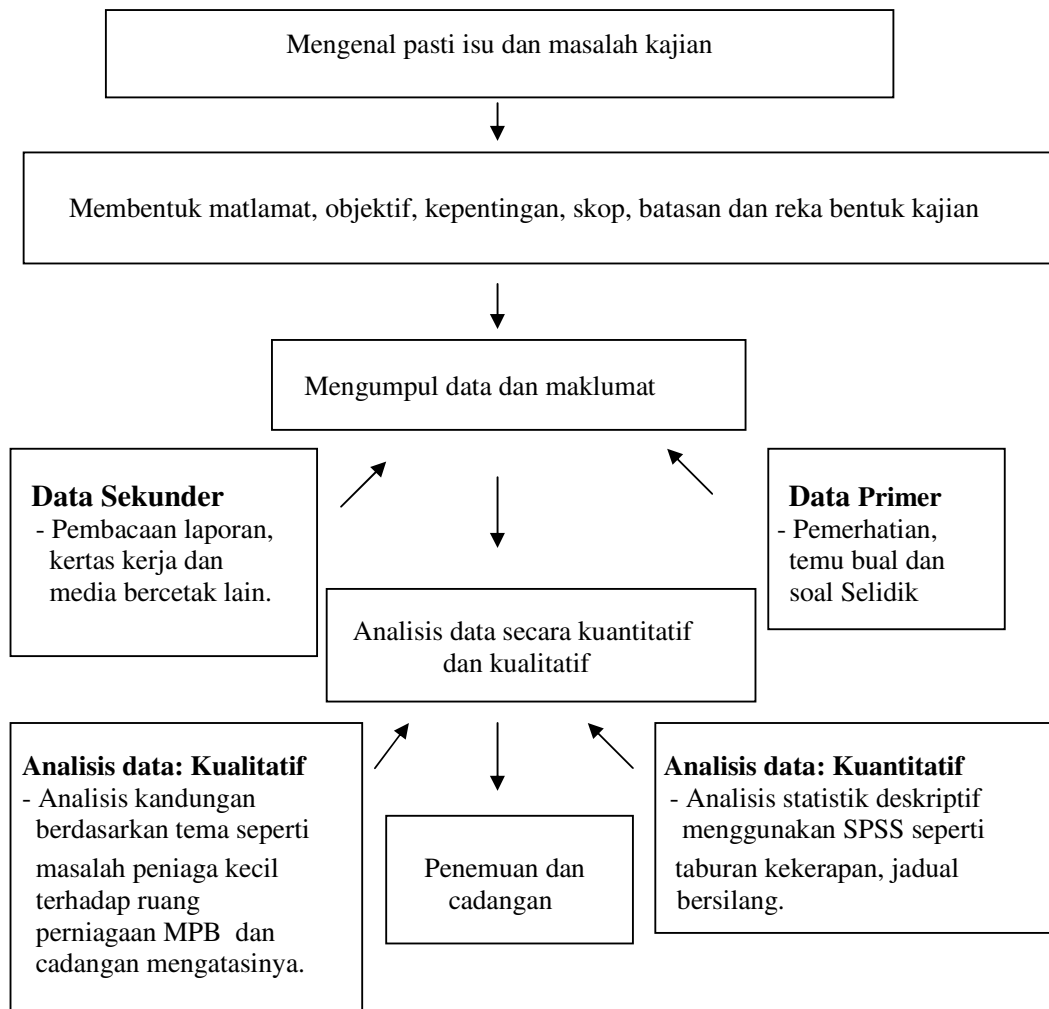 Mengenal pasti isu dan masalah kajian
Membentuk matlamat, objektif, kepentingan, skop, batasan dan reka bentuk kajian
Mengumpul data dan maklumat
Data Sekunder
- Pembacaan laporan,
kertas kerja dan
media bercetak lain.
Data Primer
- Pemerhatian,
temu bual dan
soal Selidik
Analisis data secara kuantitatif
dan kualitatif
Analisis data: Kualitatif
- Analisis kandungan
berdasarkan tema seperti
masalah peniaga kecil
terhadap ruang
perniagaan MPB dan
cadangan mengatasinya.
Penemuan dan
cadangan
Analisis data: Kuantitatif
- Analisis statistik deskriptif
menggunakan SPSS seperti
taburan kekerapan, jadual
bersilang.